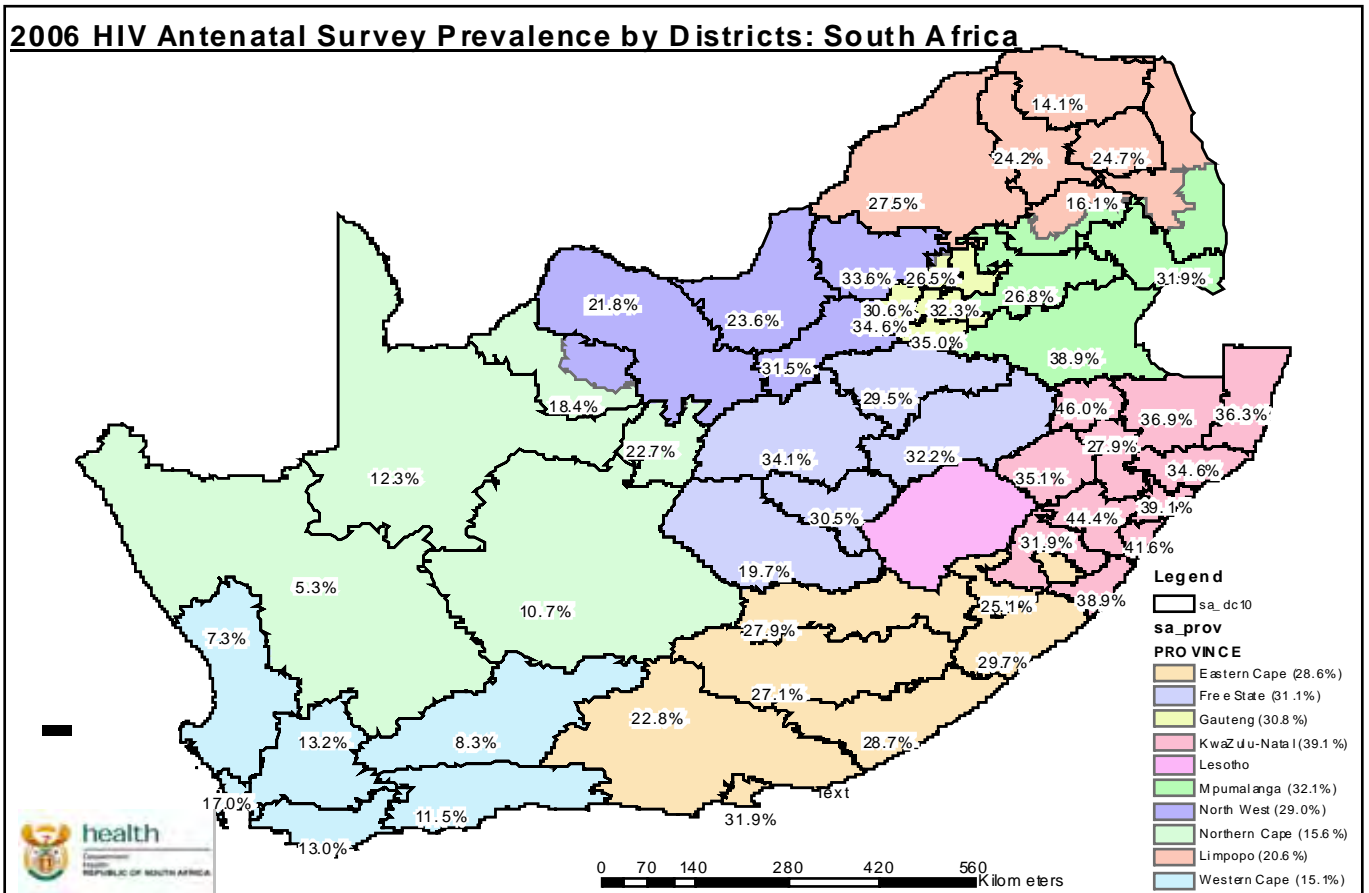 2006 HIV Antenatal Survey Prevalence by Districts: South Africa
14.1%
24.2%
24.7%
27.5%
16.1%
33.6%
26.5%
31.9%
21.8%
23.6%
30.6%
32.3%
26.8%
34.6%
35.0%
31.5%
38.9%
18.4%
29.5%
46.0%
36.9%
36.3%
22.7%
34.1%
32.2%
27.9%
35.1%
34.6%
12.3%
30.5%
44.4%
39.1%
31.9%
41.6%
5.3%
10.7%
19.7%
25.1%
38.9%
7.3%
27.9%
29.7%
27.1%
22.8%
13.2%
8.3%
28.7%
17.0%
11.5%
Text
31.9%
13.0%
Legend
sa_dc10
sa_prov
PROVINCE
Eastern Cape (28.6%)
Free State (31.1%)
Gauteng (30.8%)
KwaZulu-Natal (39.1%)
Lesotho
Mpumalanga (32.1%)
North West (29.0%)
Northern Cape (15.6%)
Limpopo (20.6%)
Western Cape (15.1%)
health
Department:
Health
REPUBLIC OF SOUTH AFRICA
0 70 140 280 420 560
Kilometers